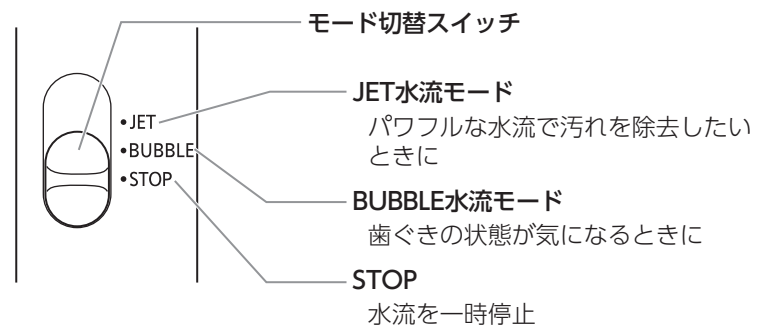 モード切替スイッチ
•JET
•BUBBLE
•STOP
JET水流モード
パワフルな水流で汚れを除去したい
ときに
BUBBLE水流モード
歯ぐきの状態が気になるときに
STOP
水流を一時停止